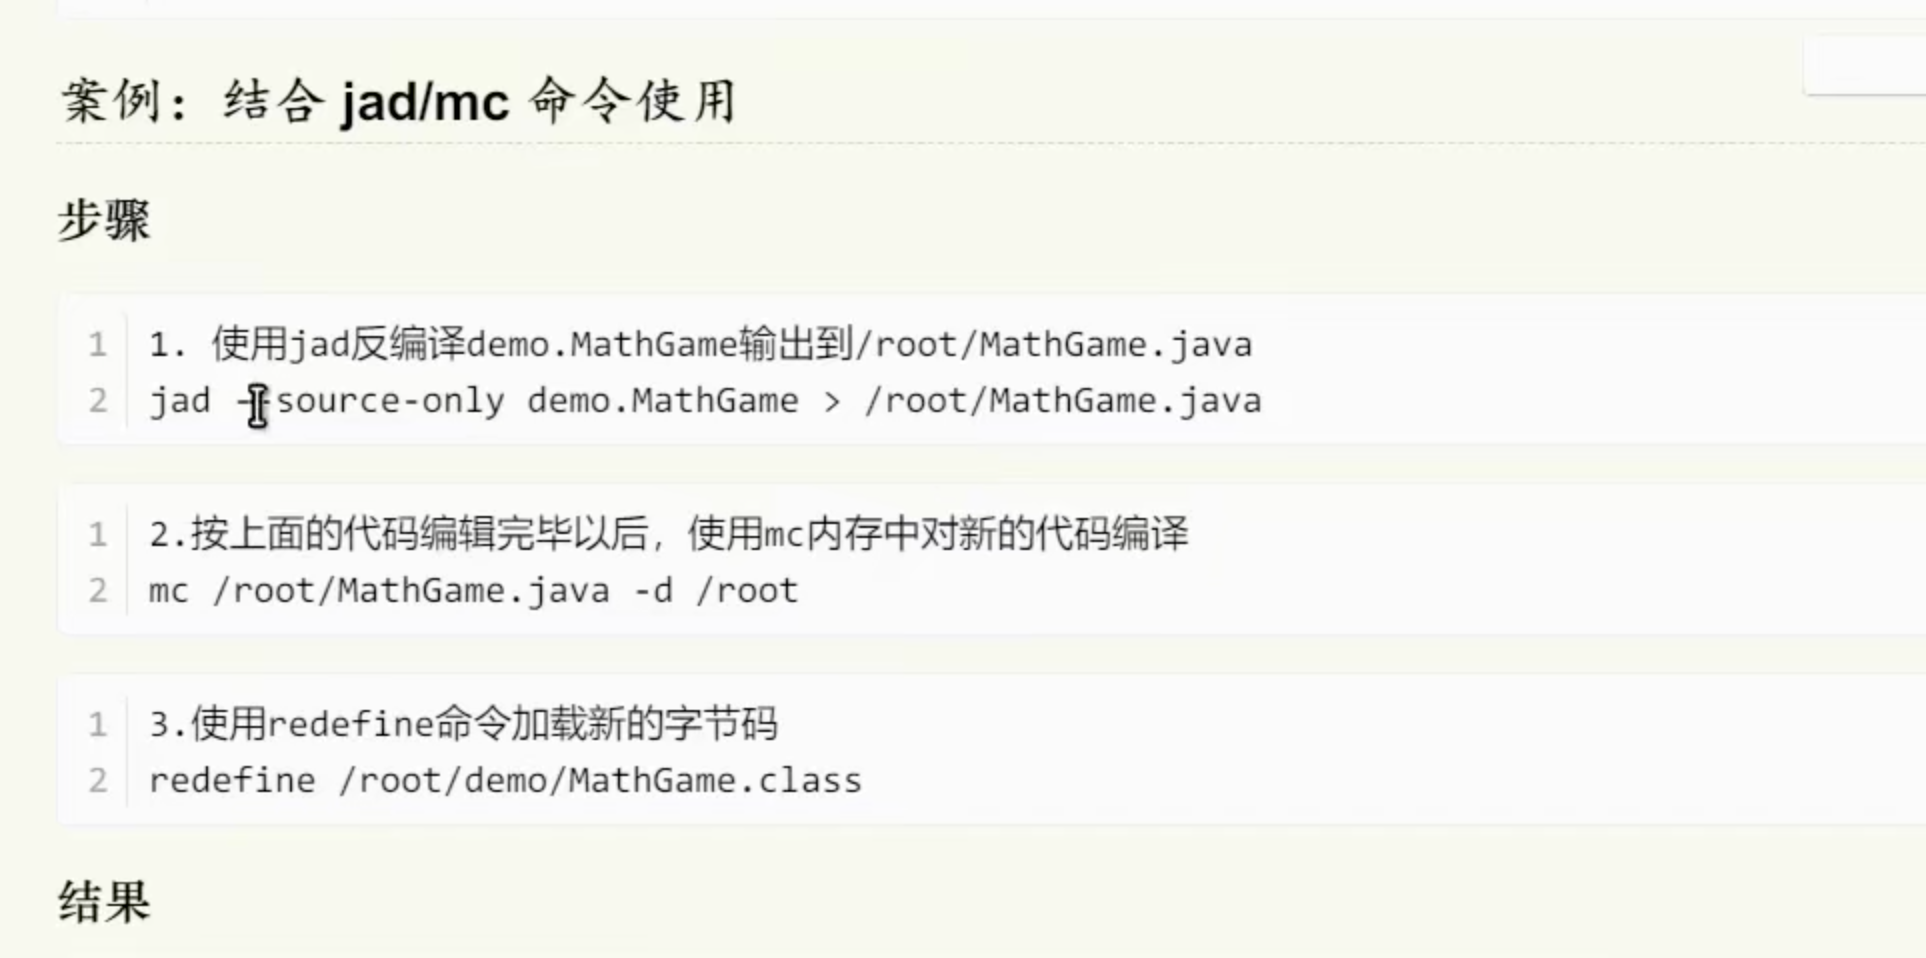 案例：结合 jad/mc 命令使用
步骤
1 1. 使用jad反编译demo.MathGame输出到/root/MathGame.java
2 jad --source-only demo.MathGame > /root/MathGame.java
1 2.按上面的代码编辑完毕以后，使用mc内存中对新的代码编译
2 mc /root/MathGame.java -d /root
1 3.使用redefine命令加载新的字节码
2 redefine /root/demo/MathGame.class
结果